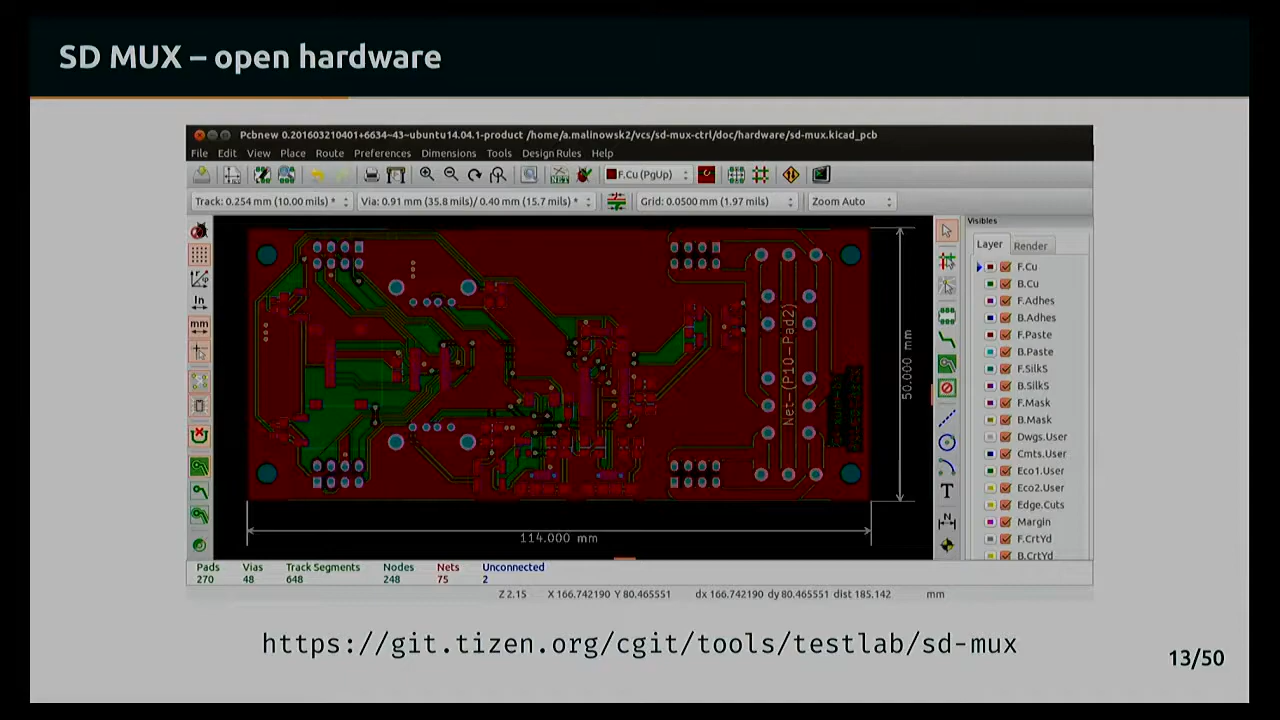 SD MUX – open hardware
Pcbnew 0.201603210401+6634~43~ubuntu14.04.1-product /home/a.malinowsk2/vcs/sd-mux-ctrl/doc/hardware/sd-mux.kicad_pcb
File Edit View Place Route Preferences Dimensions Tools Design Rules Help
F.Cu (PgUp)
Track: 0.254 mm (10.00 mils) * Via: 0.91 mm (35.8 mils)/ 0.40 mm (15.7 mils) * Grid: 0.0500 mm (1.97 mils) Zoom Auto
Visibles
Layer Render
F.Cu
B.Cu
F.Adhes
B.Adhes
F.Paste
B.Paste
F.SilkS
B.SilkS
F.Mask
B.Mask
Dwgs.User
Cmts.User
Eco1.User
Eco2.User
Edge.Cuts
Margin
F.CrtYd
B.CrtYd
In
mm
T
N
Net-(P10-Pad2)
50.000 mm
114.000 mm
Pads Vias Track Segments Nodes Nets Unconnected
270 48 648 248 75 2
Z 2.15 X 166.742190 Y 80.465551 dx 166.742190 dy 80.465551 dist 185.142 mm
https://git.tizen.org/cgit/tools/testlab/sd-mux
13/50